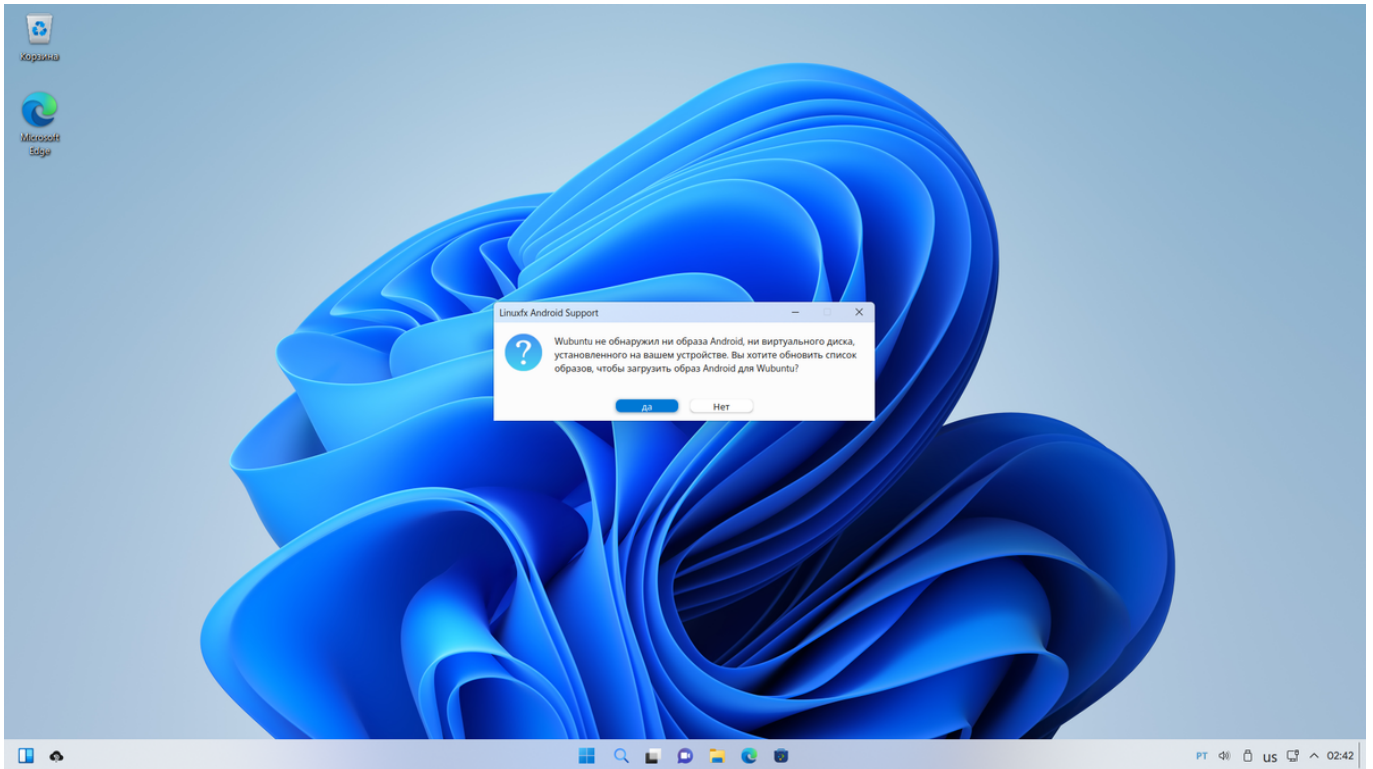 Корзина
Microsoft
Edge
Linuxfx Android Support
Wubuntu не обнаружил ни образа Android, ни виртуального диска,
установленного на вашем устройстве. Вы хотите обновить список
образов, чтобы загрузить образ Android для Wubuntu?
да
Нет
PT
us
02:42